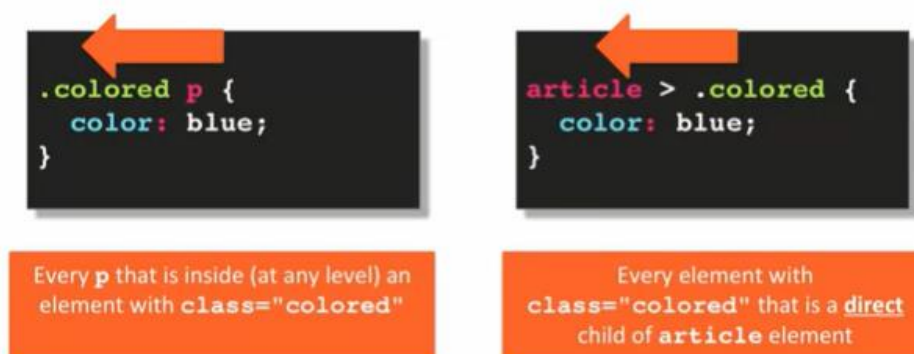 .colored p {
color: blue;
}
article > .colored {
color: blue;
}
Every p that is inside (at any level) an
element with class="colored"
Every element with
class="colored" that is a direct
child of article element